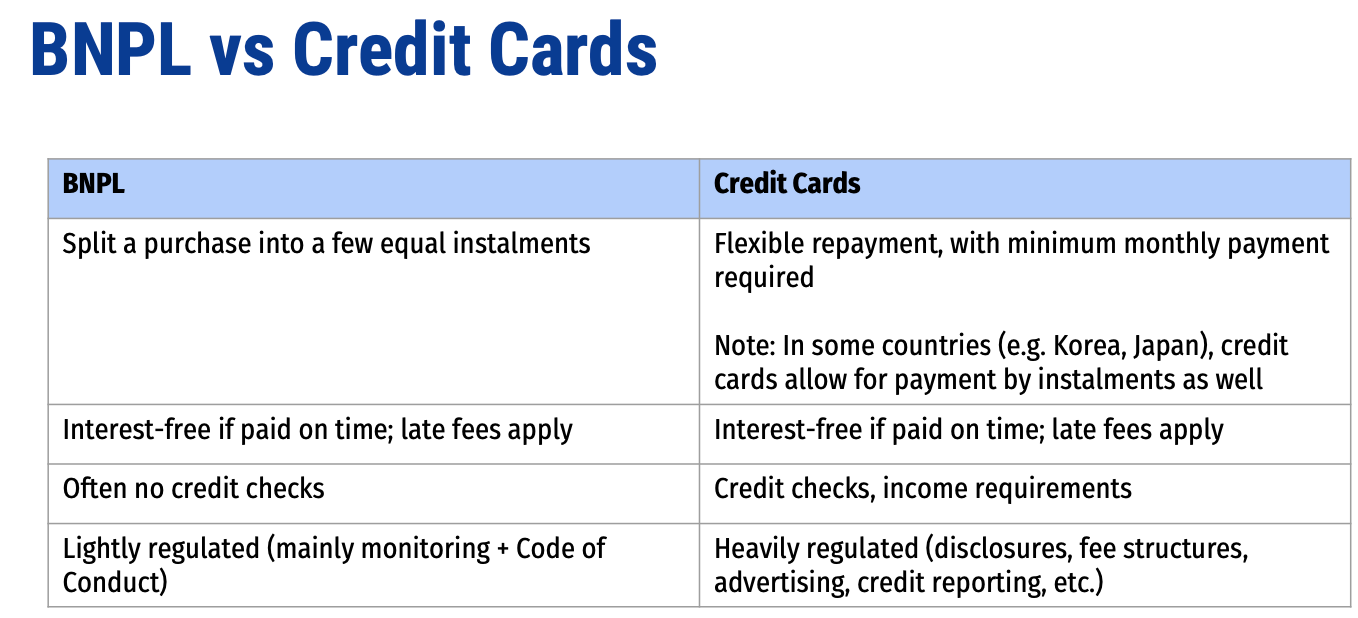 BNPL vs Credit Cards
BNPL
Credit Cards
Split a purchase into a few equal instalments
Flexible repayment, with minimum monthly payment
required
Note: In some countries (e.g. Korea, Japan), credit
cards allow for payment by instalments as well
Interest-free if paid on time; late fees apply
Interest-free if paid on time; late fees apply
Often no credit checks
Credit checks, income requirements
Lightly regulated (mainly monitoring + Code of
Conduct)
Heavily regulated (disclosures, fee structures,
advertising, credit reporting, etc.)